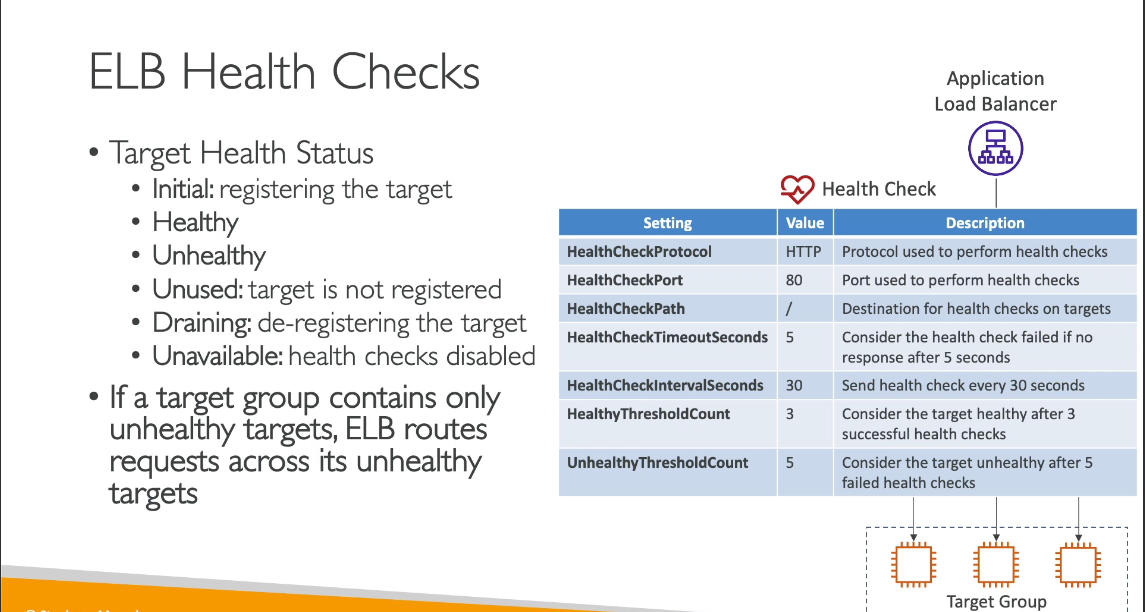 ELB Health Checks
• Target Health Status
• Initial: registering the target
• Healthy
• Unhealthy
• Unused: target is not registered
• Draining: de-registering the target
• Unavailable: health checks disabled
• If a target group contains only
unhealthy targets, ELB routes
requests across its unhealthy
targets
Application
Load Balancer
Health Check
Setting Value Description
HealthCheckProtocol HTTP Protocol used to perform health checks
HealthCheckPort 80 Port used to perform health checks
HealthCheckPath / Destination for health checks on targets
HealthCheckTimeoutSeconds 5 Consider the health check failed if no
response after 5 seconds
HealthCheckIntervalSeconds 30 Send health check every 30 seconds
HealthyThresholdCount 3 Consider the target healthy after 3
successful health checks
UnhealthyThresholdCount 5 Consider the target unhealthy after 5
failed health checks
Target Group